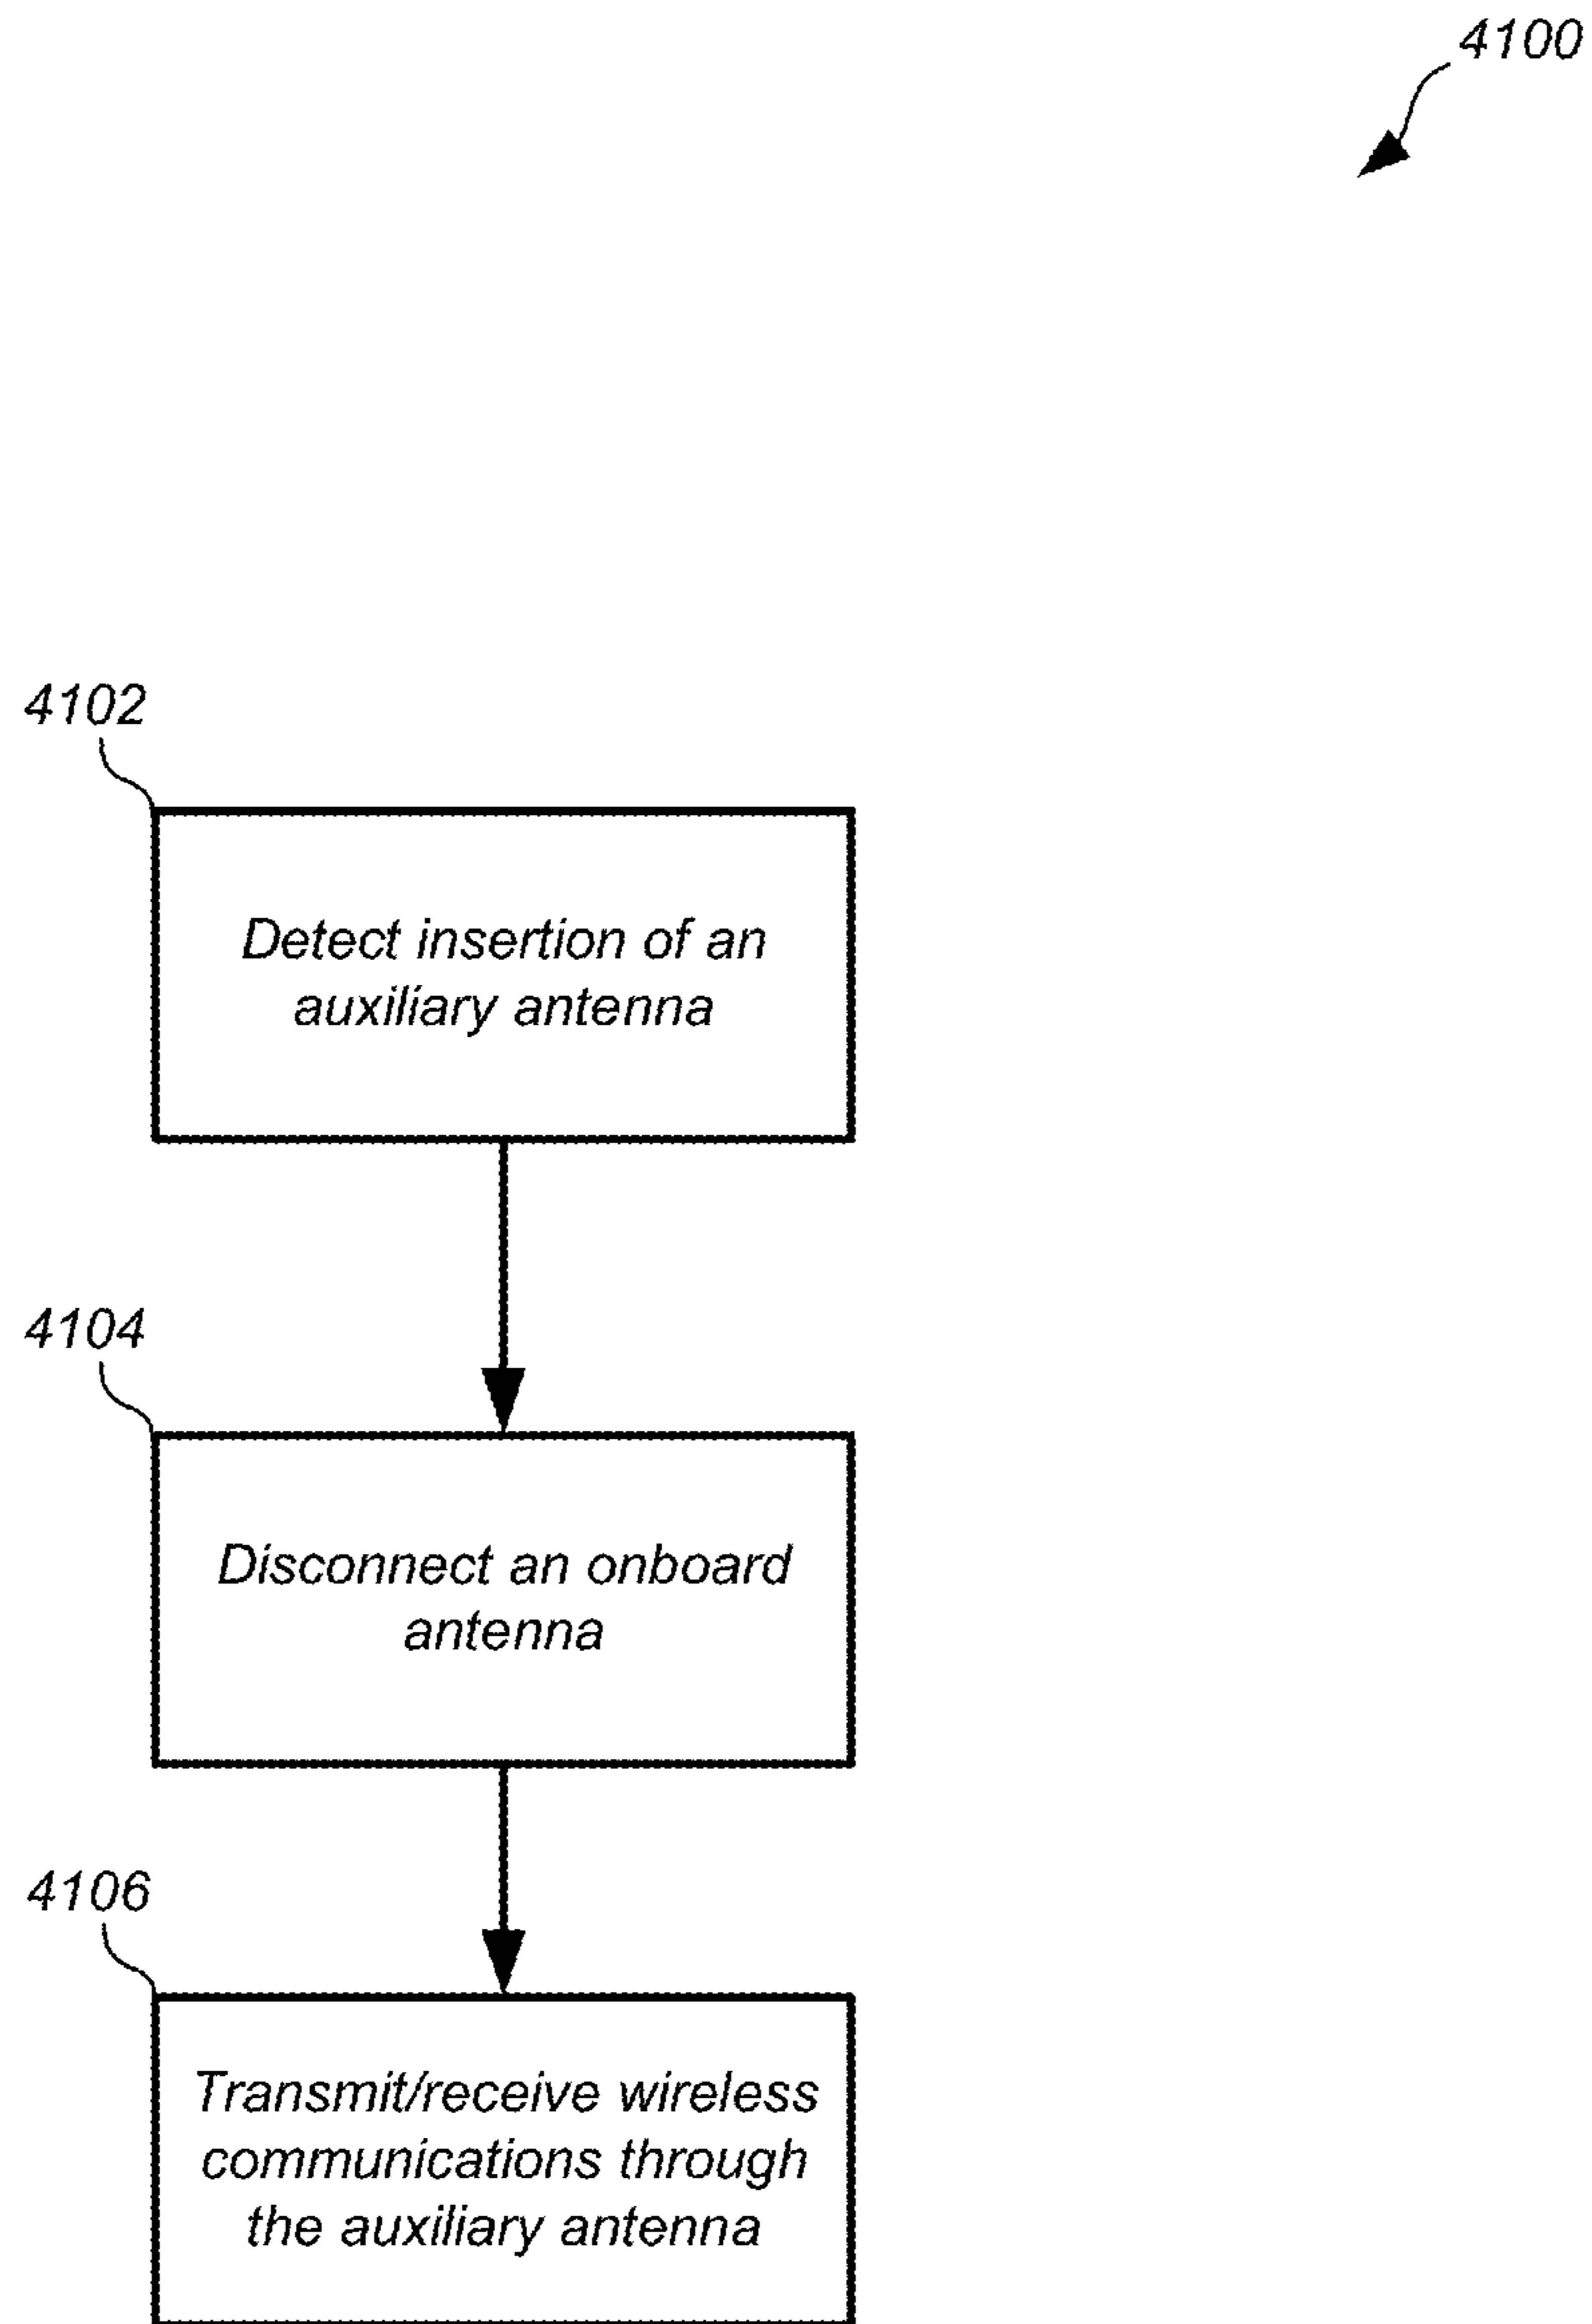 4100
4102
Detect insertion of an
auxiliary antenna
4104
Disconnect an onboard
antenna
4106
Transmit/receive wireless
communications through
the auxiliary antenna